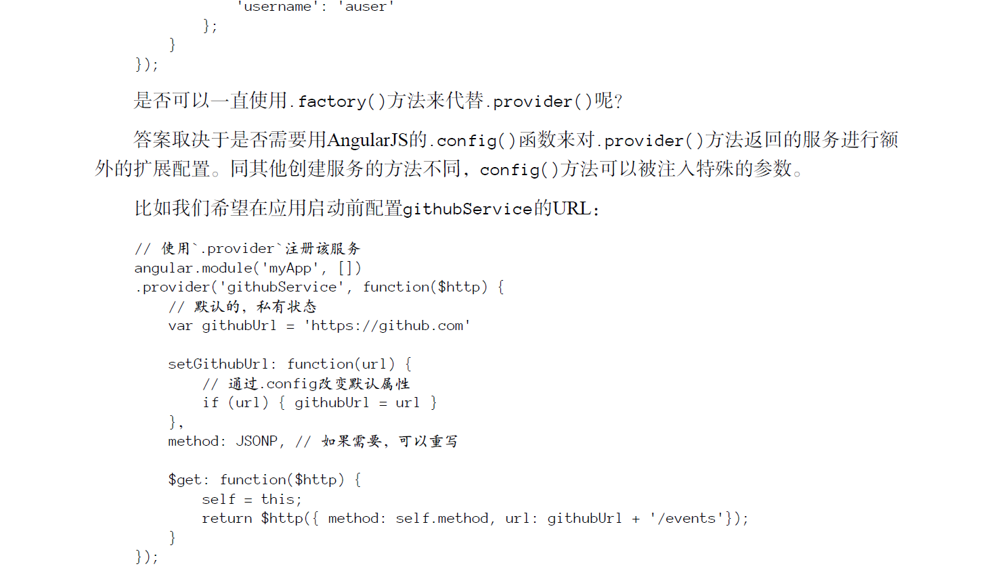 'username': 'auser'
};
}
});
是否可以一直使用.factory()方法来代替.provider()呢?
答案取决于是否需要用AngularJS的.config()函数来对.provider()方法返回的服务进行额
外的扩展配置。同其他创建服务的方法不同，config()方法可以被注入特殊的参数。
比如我们希望在应用启动前配置githubService的URL：
// 使用`.provider`注册该服务
angular.module('myApp', [])
.provider('githubService', function($http) {
// 默认的，私有状态
var githubUrl = 'https://github.com'
setGithubUrl: function(url) {
// 通过.config改变默认属性
if (url) { githubUrl = url }
},
method: JSONP, // 如果需要，可以重写
$get: function($http) {
self = this;
return $http({ method: self.method, url: githubUrl + '/events'});
}
});